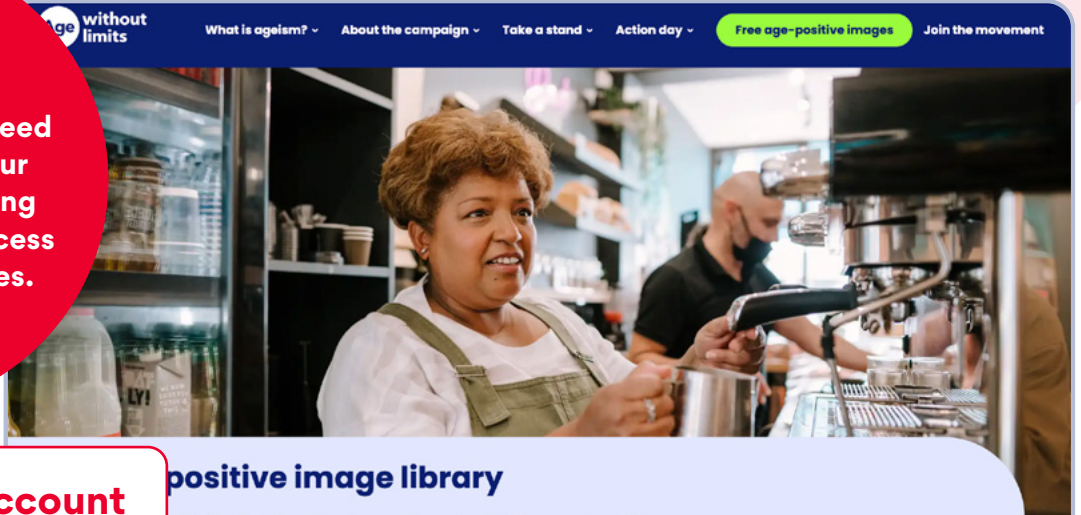 Age without
limits
What is ageism?
About the campaign
Take a stand
Action day
Free age-positive images
Join the movement
eed
ur
ng
cess
es.
LY!
positive image library
ccount